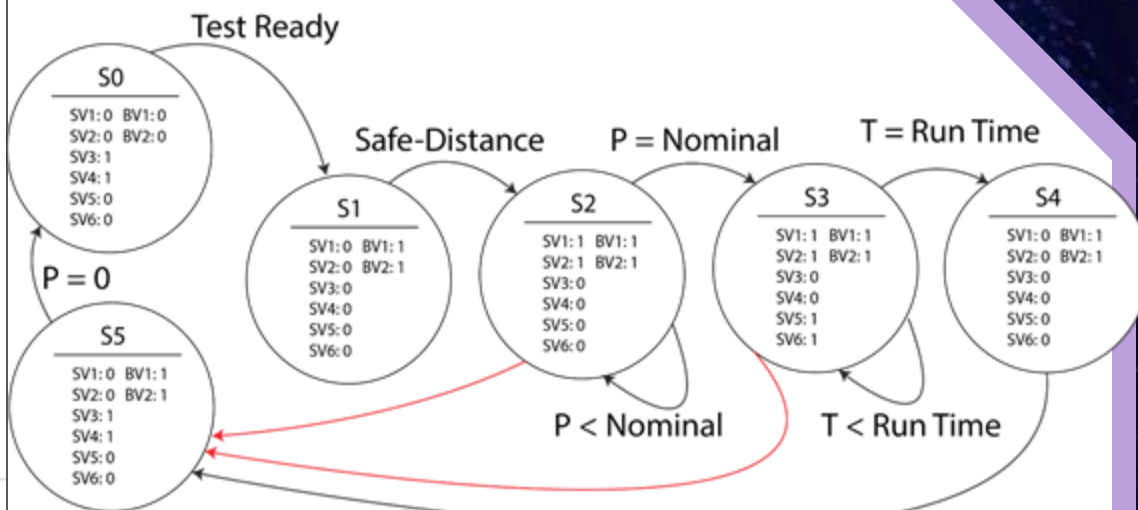 Test Ready
S0
SV1: 0 BV1: 0
SV2: 0 BV2: 0
SV3: 1
SV4: 1
SV5: 0
SV6: 0
Safe-Distance
P = Nominal
T = Run Time
S1
SV1: 0 BV1: 1
SV2: 0 BV2: 1
SV3: 0
SV4: 0
SV5: 0
SV6: 0
S2
SV1: 1 BV1: 1
SV2: 1 BV2: 1
SV3: 0
SV4: 0
SV5: 0
SV6: 0
S3
SV1: 1 BV1: 1
SV2: 1 BV2: 1
SV3: 0
SV4: 0
SV5: 1
SV6: 1
S4
SV1: 0 BV1: 1
SV2: 0 BV2: 1
SV3: 0
SV4: 0
SV5: 0
SV6: 0
P = 0
S5
SV1: 0 BV1: 1
SV2: 0 BV2: 1
SV3: 1
SV4: 1
SV5: 0
SV6: 0
P < Nominal
T < Run Time